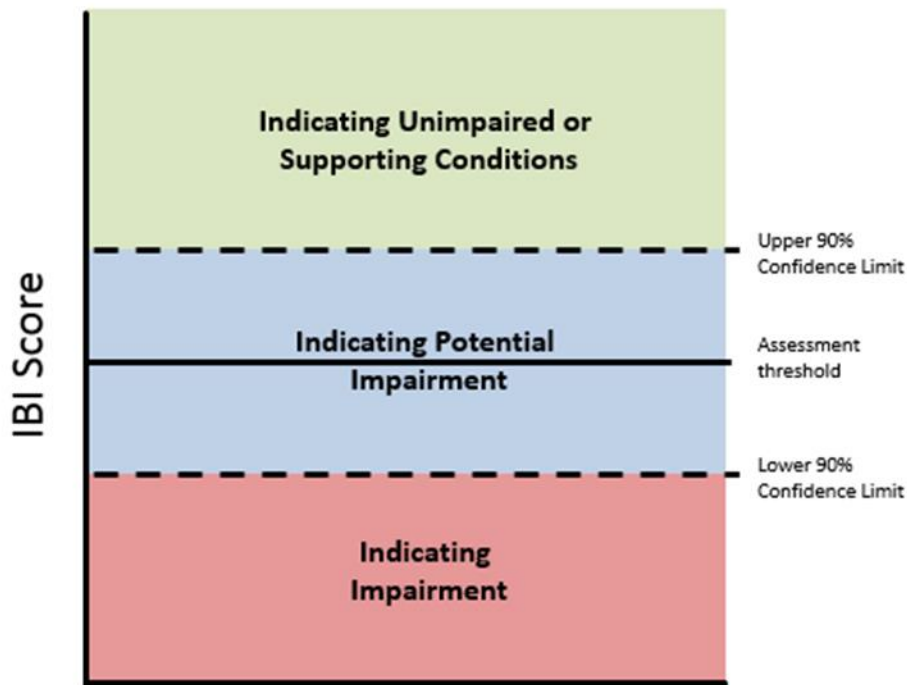 Indicating Unimpaired or
Supporting Conditions
Upper 90%
Confidence Limit
IBI Score
Indicating Potential
Impairment
Assessment
threshold
Lower 90%
Confidence Limit
Indicating
Impairment